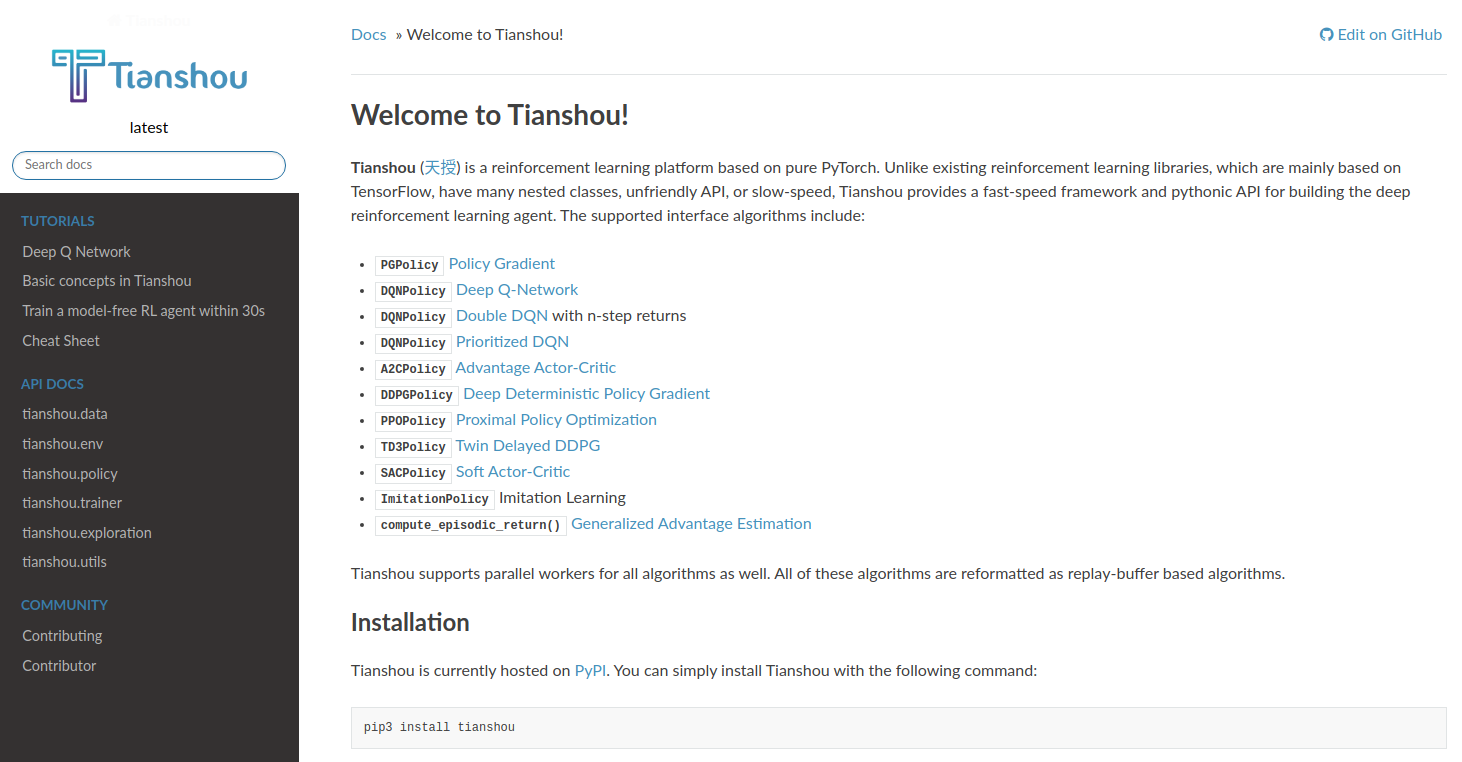 Tianshou
latest
Search docs
TUTORIALS
Deep Q Network
Basic concepts in Tianshou
Train a model-free RL agent within 30s
Cheat Sheet
API DOCS
tianshou.data
tianshou.env
tianshou.policy
tianshou.trainer
tianshou.exploration
tianshou.utils
COMMUNITY
Contributing
Contributor
Docs » Welcome to Tianshou!
Edit on GitHub
Welcome to Tianshou!
Tianshou (天授) is a reinforcement learning platform based on pure PyTorch. Unlike existing reinforcement learning libraries, which are mainly based on
TensorFlow, have many nested classes, unfriendly API, or slow-speed, Tianshou provides a fast-speed framework and pythonic API for building the deep
reinforcement learning agent. The supported interface algorithms include:
• PGPolicy Policy Gradient
• DQNPolicy Deep Q-Network
• DQNPolicy Double DQN with n-step returns
• DQNPolicy Prioritized DQN
• A2CPolicy Advantage Actor-Critic
• DDPGPolicy Deep Deterministic Policy Gradient
• PPOPolicy Proximal Policy Optimization
• TD3Policy Twin Delayed DDPG
• SACPolicy Soft Actor-Critic
• ImitationPolicy Imitation Learning
• compute_episodic_return() Generalized Advantage Estimation
Tianshou supports parallel workers for all algorithms as well. All of these algorithms are reformatted as replay-buffer based algorithms.
Installation
Tianshou is currently hosted on PyPI. You can simply install Tianshou with the following command:
pip3 install tianshou